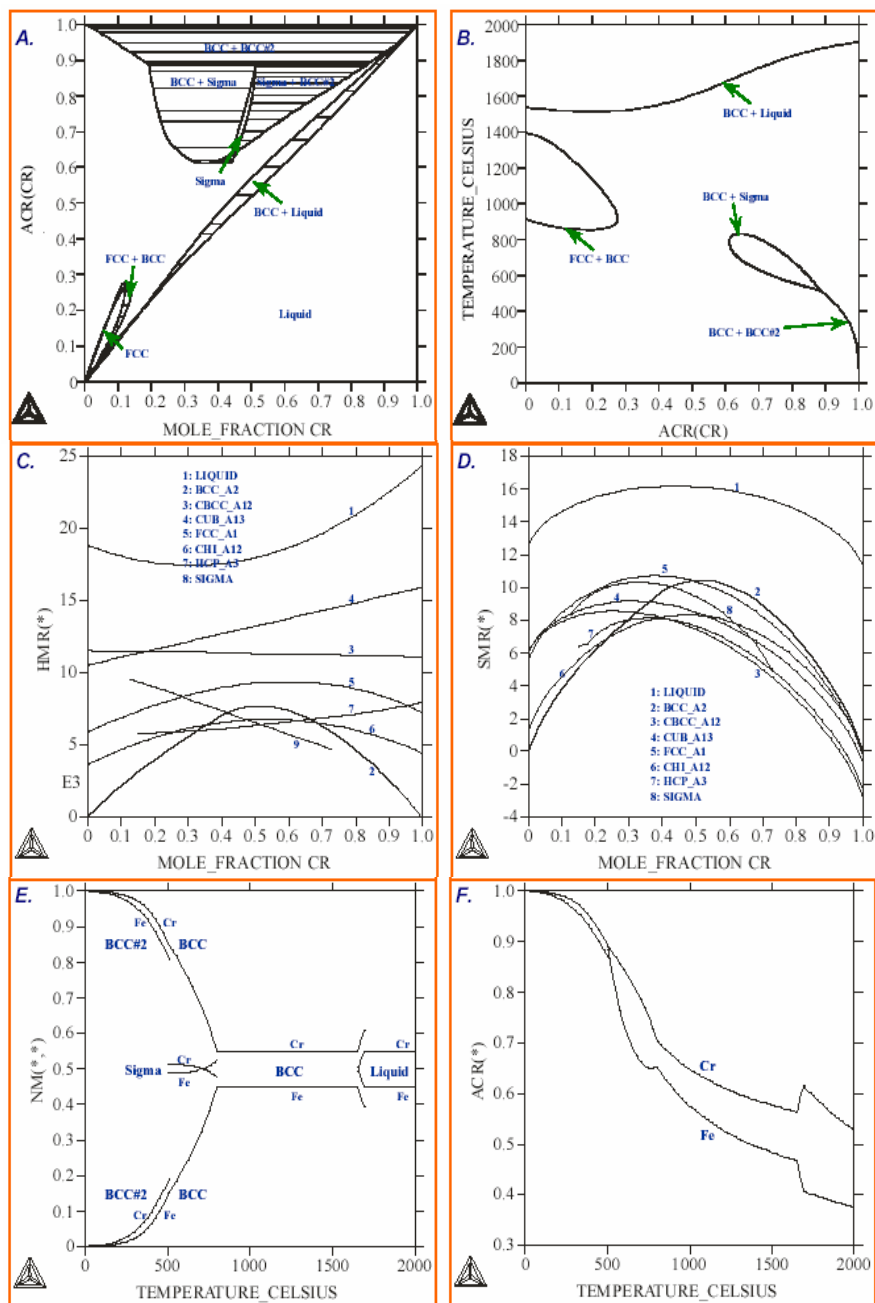 A.
1.0
0.9
0.8
0.7
0.6
0.5
0.4
0.3
0.2
0.1
0
ACR(CR)
BCC + BCC#2
BCC + Sigma
Sigma + BCC#2
Sigma
BCC + Liquid
FCC + BCC
Liquid
FCC
0 0.1 0.2 0.3 0.4 0.5 0.6 0.7 0.8 0.9 1.0
MOLE_FRACTION CR
B.
2000
1800
1600
1400
1200
1000
800
600
400
200
0
TEMPERATURE_CELSIUS
BCC + Liquid
BCC + Sigma
FCC + BCC
BCC + BCC#2
0 0.1 0.2 0.3 0.4 0.5 0.6 0.7 0.8 0.9 1.0
ACR(CR)
C.
25
20
15
10
5
E3
0
HMR(*)
1: LIQUID
2: BCC_A2
3: CBCC_A12
4: CUB_A13
5: FCC_A1
6: CHI_A12
7: HCP_A3
8: SIGMA
1
4
3
5
7
6
9
2
0 0.2 0.4 0.6 0.8 1.0
MOLE_FRACTION CR
D.
18
16
14
12
10
8
6
4
2
0
-2
-4
SMR(*)
1
5
2
4
8
7
6
3
1: LIQUID
2: BCC_A2
3: CBCC_A12
4: CUB_A13
5: FCC_A1
6: CHI_A12
7: HCP_A3
8: SIGMA
0 0.1 0.2 0.3 0.4 0.5 0.6 0.7 0.8 0.9 1.0
MOLE_FRACTION CR
E.
1.0
0.9
0.8
0.7
0.6
0.5
0.4
0.3
0.2
0.1
0
NM(*,*)
Fe Cr
BCC#2 BCC
Cr
Sigma
Fe
Cr
BCC
Fe
Cr
Liquid
Fe
BCC#2 BCC
Cr Fe
0 500 1000 1500 2000
TEMPERATURE_CELSIUS
F.
1.0
0.9
0.8
0.7
0.6
0.5
0.4
0.3
ACR(*)
Cr
Fe
0 500 1000 1500 2000
TEMPERATURE_CELSIUS